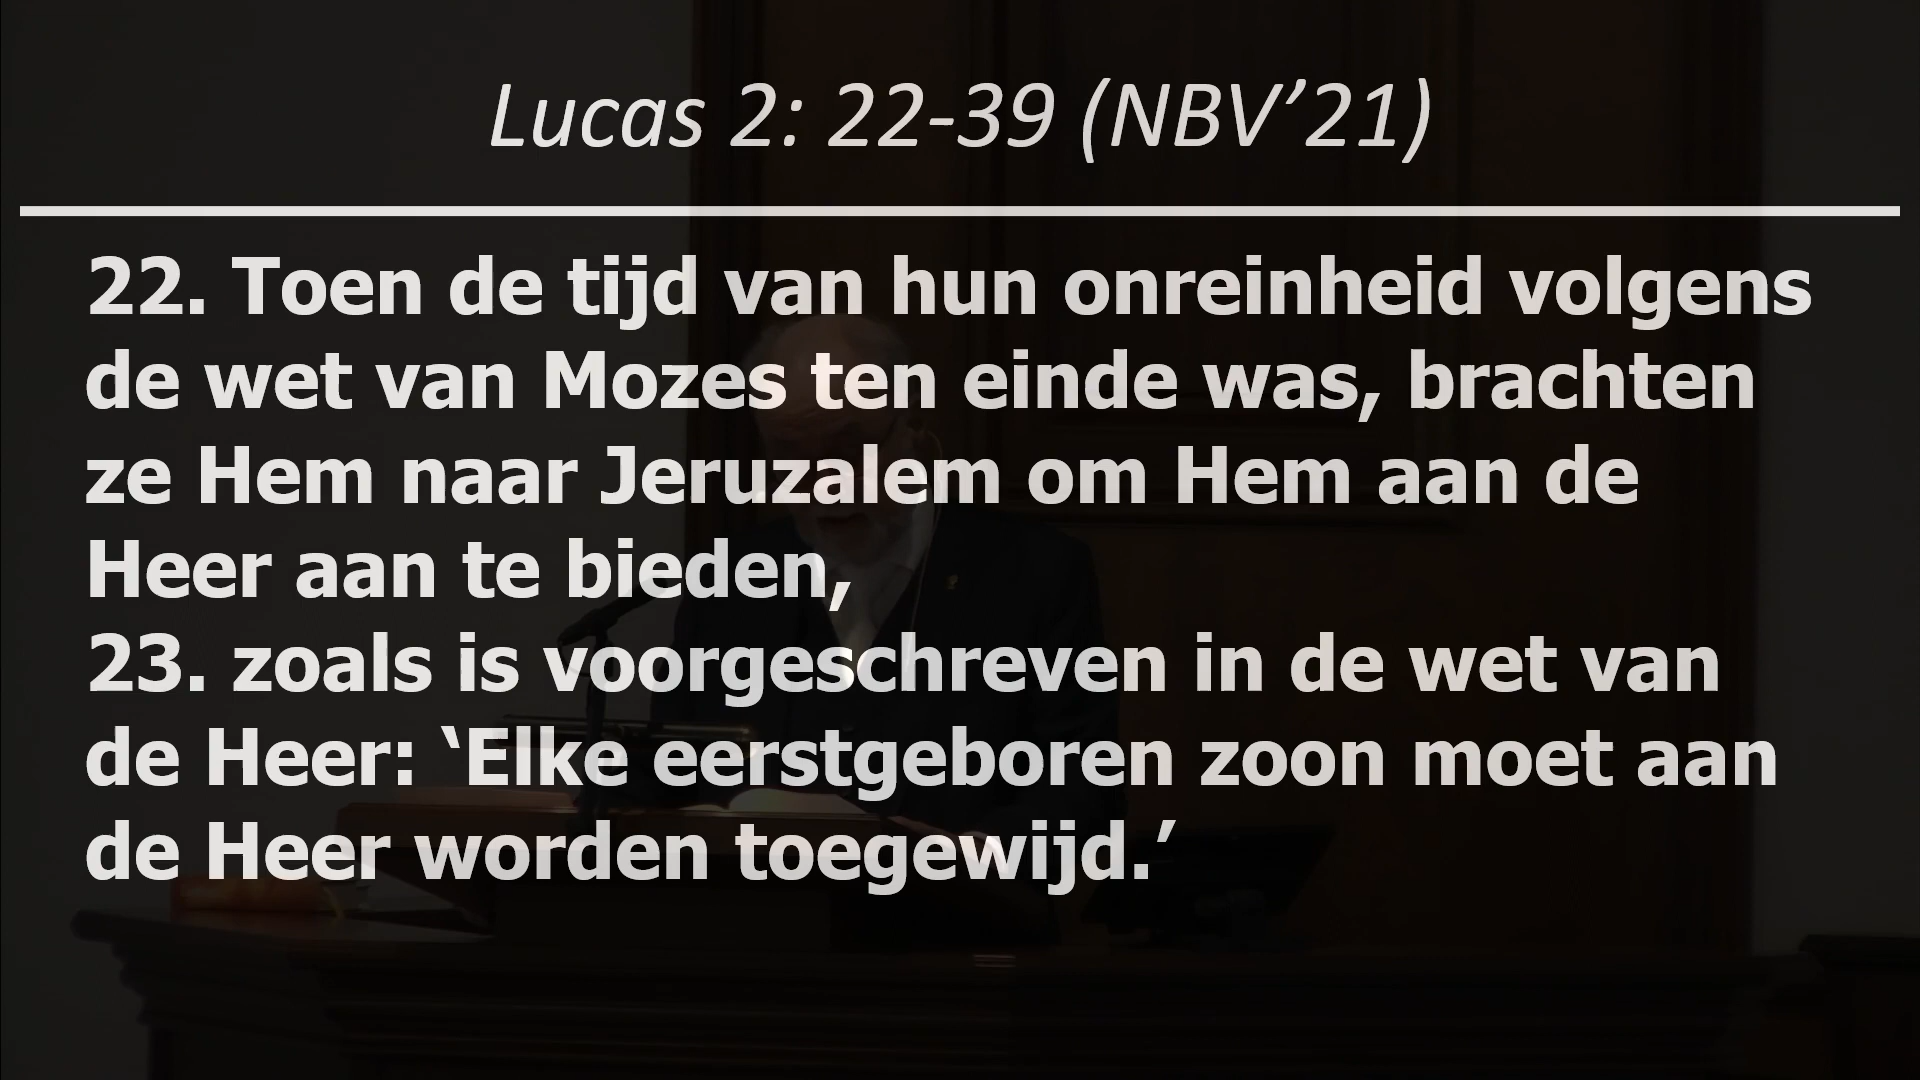 Lucas 2: 22-39 (NBV’21)
22. Toen de tijd van hun onreinheid volgens
de wet van Mozes ten einde was, brachten
ze Hem naar Jeruzalem om Hem aan de
Heer aan te bieden,
23. zoals is voorgeschreven in de wet van
de Heer: ‘Elke eerstgeboren zoon moet aan
de Heer worden toegewijd.’